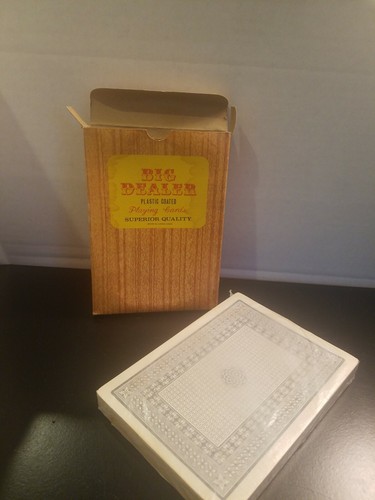 BIG
DEALER
PLASTIC COATED
Playing Cards
SUPERIOR QUALITY